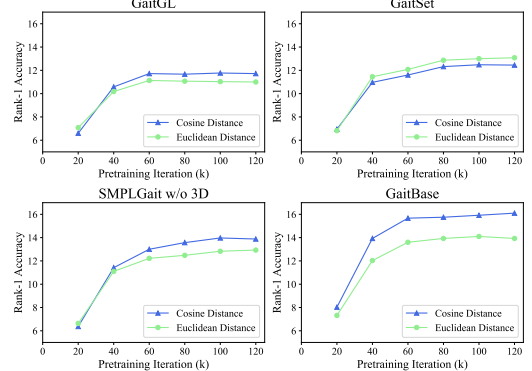 GaitGL
16
14
12
10
8
6
Rank-1 Accuracy
Cosine Distance
Euclidean Distance
0 20 40 60 80 100 120
Pretraining Iteration (k)
GaitSet
16
14
12
10
8
6
Rank-1 Accuracy
Cosine Distance
Euclidean Distance
0 20 40 60 80 100 120
Pretraining Iteration (k)
SMPLGait w/o 3D
16
14
12
10
8
6
Rank-1 Accuracy
Cosine Distance
Euclidean Distance
0 20 40 60 80 100 120
Pretraining Iteration (k)
GaitBase
16
14
12
10
8
6
Rank-1 Accuracy
Cosine Distance
Euclidean Distance
0 20 40 60 80 100 120
Pretraining Iteration (k)